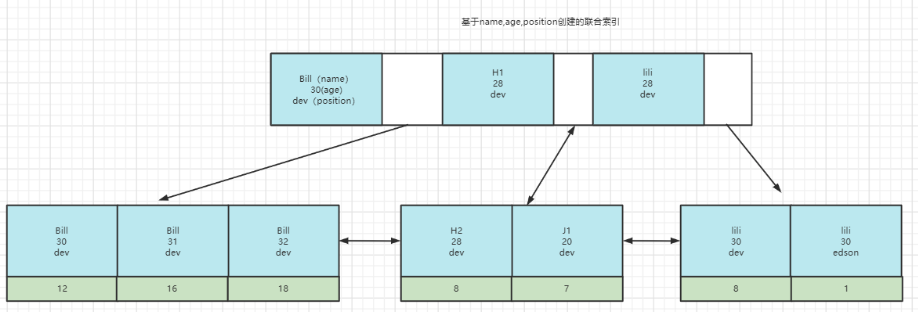 基于name,age,position创建的联合索引
Bill（name）
30(age)
dev（position）
H1
28
dev
lili
28
dev
Bill
30
dev
Bill
31
dev
Bill
32
dev
H2
28
dev
J1
20
dev
lili
30
dev
lili
30
edson
12
16
18
8
7
8
1